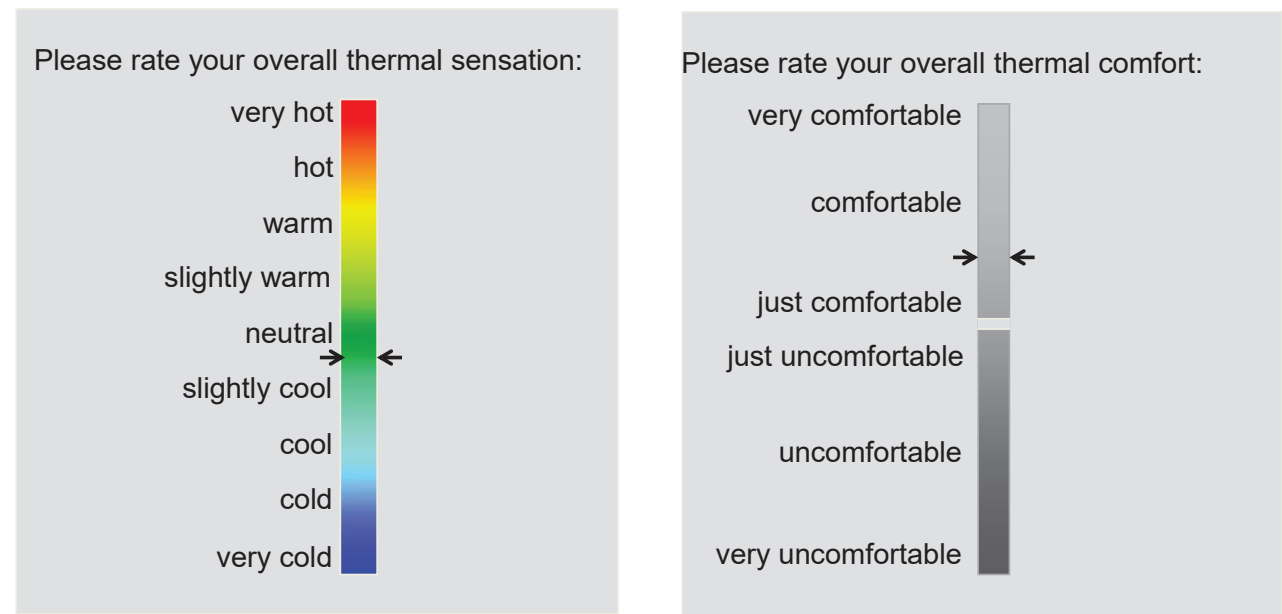 Please rate your overall thermal sensation:
very hot
hot
warm
slightly warm
neutral
slightly cool
cool
cold
very cold
Please rate your overall thermal comfort:
very comfortable
comfortable
just comfortable
just uncomfortable
uncomfortable
very uncomfortable